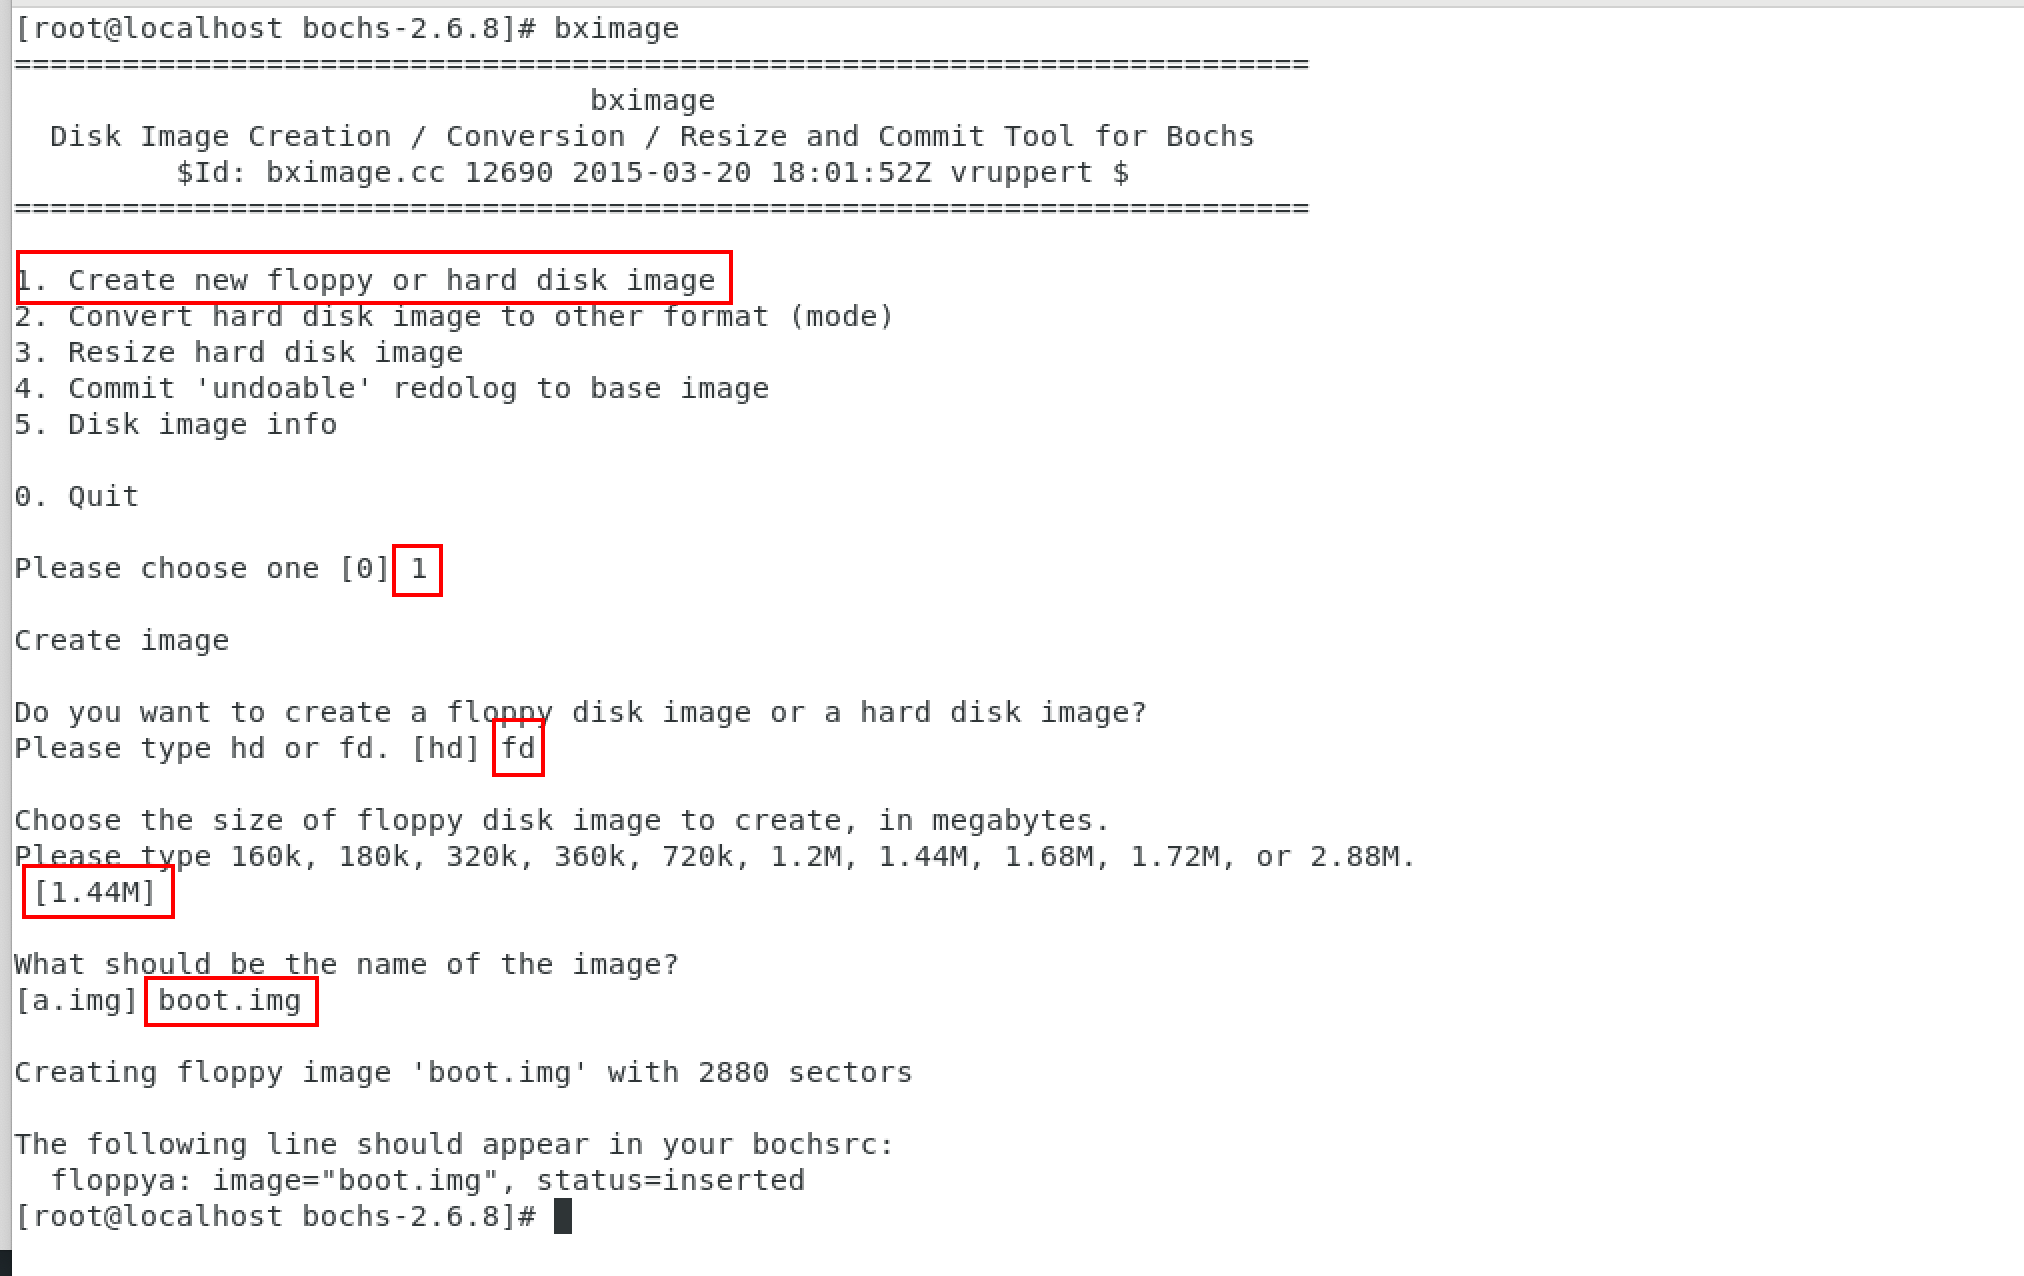 [root@localhost bochs-2.6.8]# bximage
========================================================================
bximage
Disk Image Creation / Conversion / Resize and Commit Tool for Bochs
$Id: bximage.cc 12690 2015-03-20 18:01:52Z vruppert $
========================================================================
1. Create new floppy or hard disk image
2. Convert hard disk image to other format (mode)
3. Resize hard disk image
4. Commit 'undoable' redolog to base image
5. Disk image info
0. Quit
Please choose one [0] 1
Create image
Do you want to create a floppy disk image or a hard disk image?
Please type hd or fd. [hd] fd
Choose the size of floppy disk image to create, in megabytes.
Please type 160k, 180k, 320k, 360k, 720k, 1.2M, 1.44M, 1.68M, 1.72M, or 2.88M.
[1.44M]
What should be the name of the image?
[a.img] boot.img
Creating floppy image 'boot.img' with 2880 sectors
The following line should appear in your bochsrc:
floppya: image="boot.img", status=inserted
[root@localhost bochs-2.6.8]#